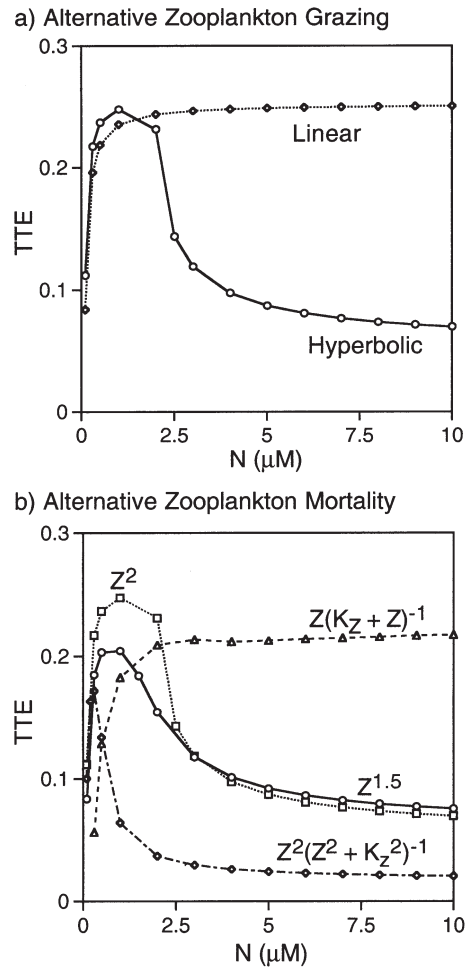 a) Alternative Zooplankton Grazing
0.3
0.2
0.1
0
TTE
Linear
Hyperbolic
0 2.5 5 7.5 10
N (μM)
b) Alternative Zooplankton Mortality
0.3
0.2
0.1
0
TTE
Z²
Z(K_Z + Z)⁻¹
Z¹·⁵
Z²(Z² + K_z²)⁻¹
0 2.5 5 7.5 10
N (μM)